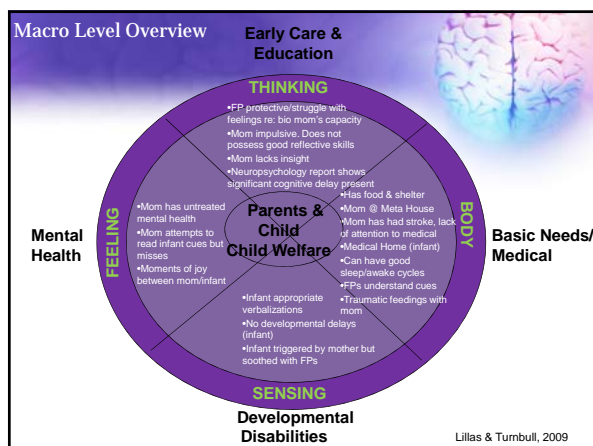 Macro Level Overview
Early Care &
Education
THINKING
•FP protective/struggle with
feelings re: bio mom's capacity
•Mom impulsive. Does not
possess good reflective skills
•Mom lacks insight
•Neuropsychology report shows
significant cognitive delay present
Mental
Health
FEELING
•Mom has untreated
mental health
•Mom attempts to
read infant cues but
misses
•Moments of joy
between mom/infant
Parents &
Child
Child Welfare
•Has food & shelter
•Mom @ Meta House
•Mom has had stroke, lack
of attention to medical
•Medical Home (infant)
•Can have good
sleep/awake cycles
•FPs understand cues
•Traumatic feedings with
mom
BODY
Basic Needs/
Medical
•Infant appropriate
verbalizations
•No developmental delays
(infant)
•Infant triggered by mother but
soothed with FPs
SENSING
Developmental
Disabilities
Lillas & Turnbull, 2009